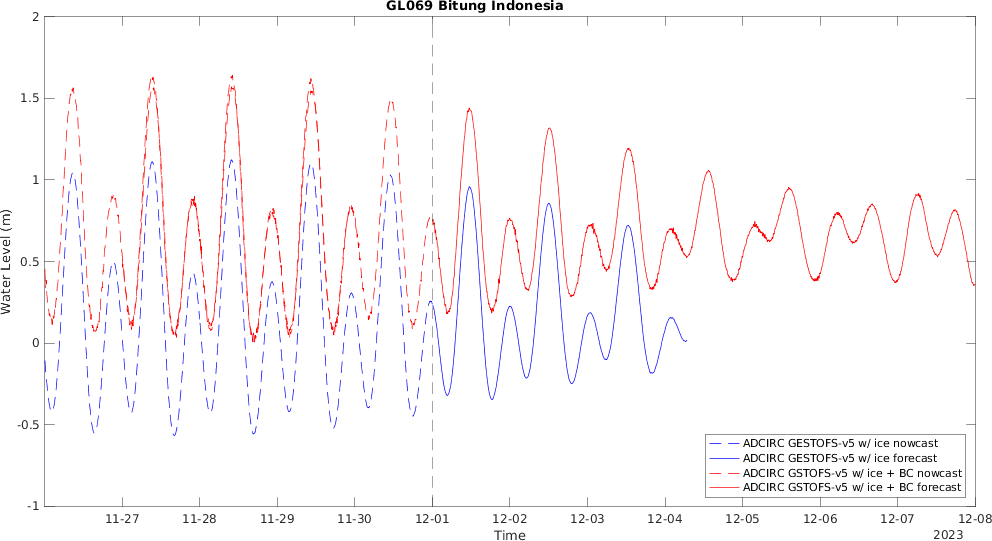 GL069 Bitung Indonesia
Water Level (m)
2
1.5
1
0.5
0
-0.5
-1
11-27
11-28
11-29
11-30
12-01
12-02
12-03
12-04
12-05
12-06
12-07
12-08
Time
2023
ADCIRC GESTOFS-v5 w/ ice nowcast
ADCIRC GESTOFS-v5 w/ ice forecast
ADCIRC GSTOFS-v5 w/ ice + BC nowcast
ADCIRC GSTOFS-v5 w/ ice + BC forecast